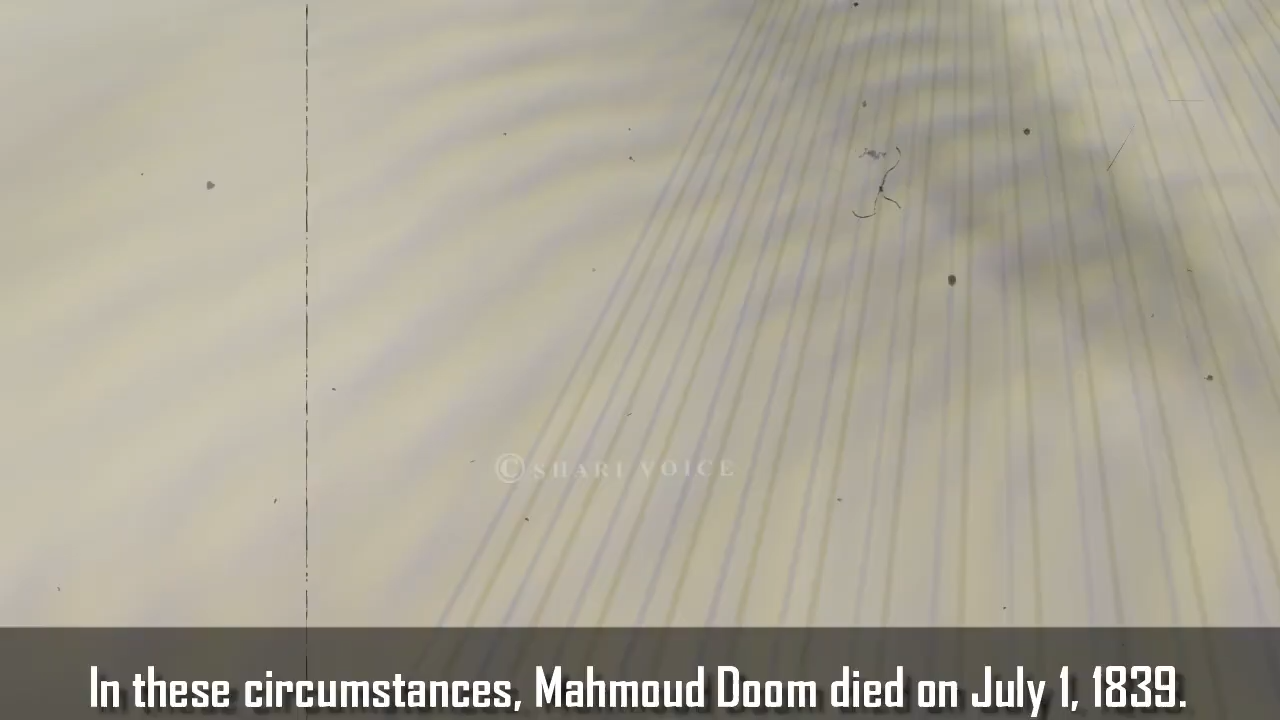 © SHARI VOICE
In these circumstances, Mahmoud Doom died on July 1, 1839.